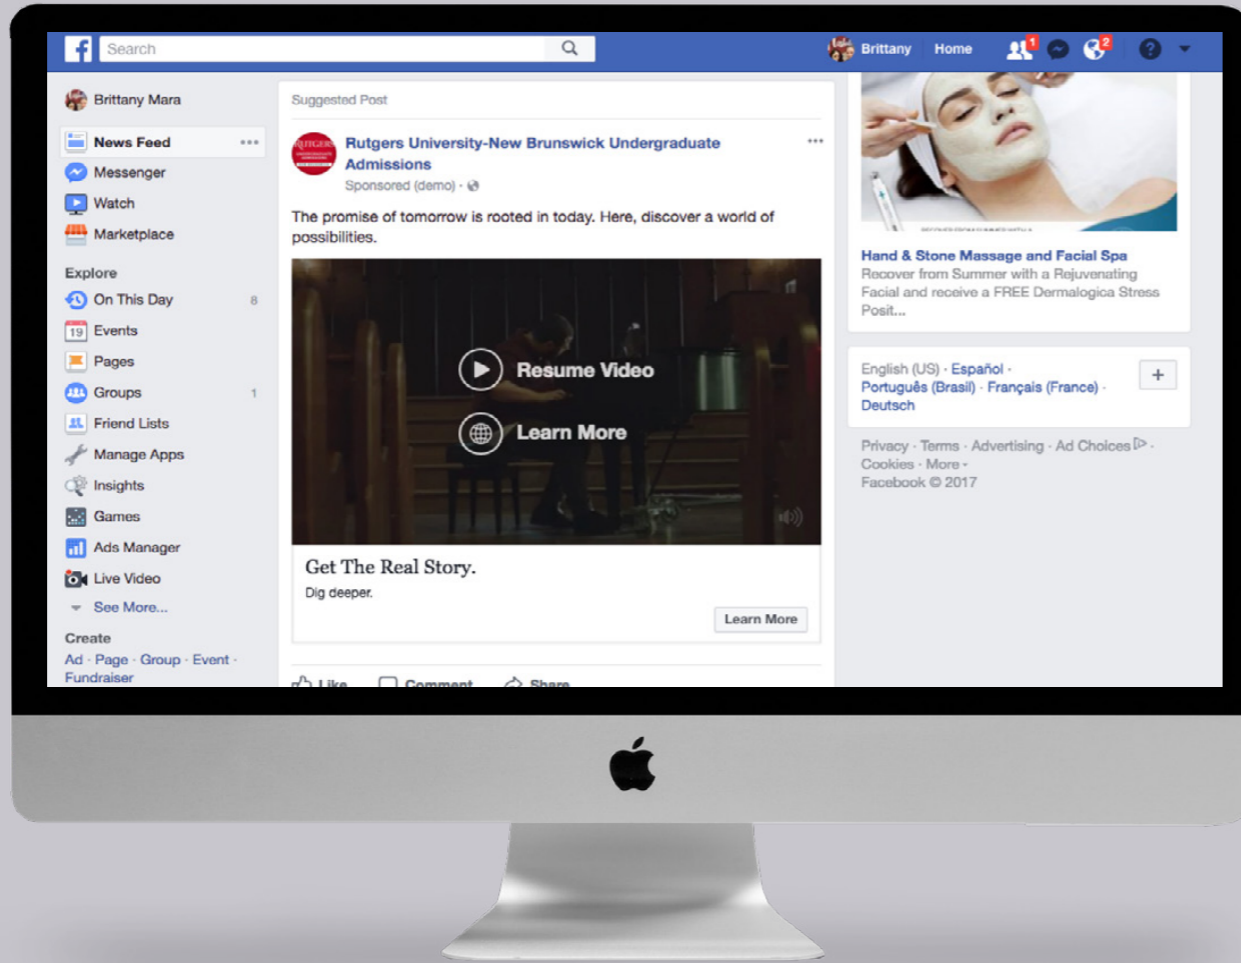 f
Search
Brittany Home 1 2 ?
Brittany Mara
News Feed
Messenger
Watch
Marketplace
Explore
On This Day 8
19 Events
Pages
Groups 1
Friend Lists
Manage Apps
Insights
Games
Ads Manager
Live Video
See More...
Create
Ad · Page · Group · Event ·
Fundraiser
Suggested Post
RUTGERS
Rutgers University-New Brunswick Undergraduate
Admissions
Sponsored (demo) ·
The promise of tomorrow is rooted in today. Here, discover a world of
possibilities.
Resume Video
Learn More
Get The Real Story.
Dig deeper.
Learn More
Like Comment Share
Hand & Stone Massage and Facial Spa
Recover from Summer with a Rejuvenating
Facial and receive a FREE Dermalogica Stress
Posit...
English (US) · Español ·
Português (Brasil) · Français (France) ·
Deutsch
+
Privacy · Terms · Advertising · Ad Choices ·
Cookies · More
Facebook © 2017